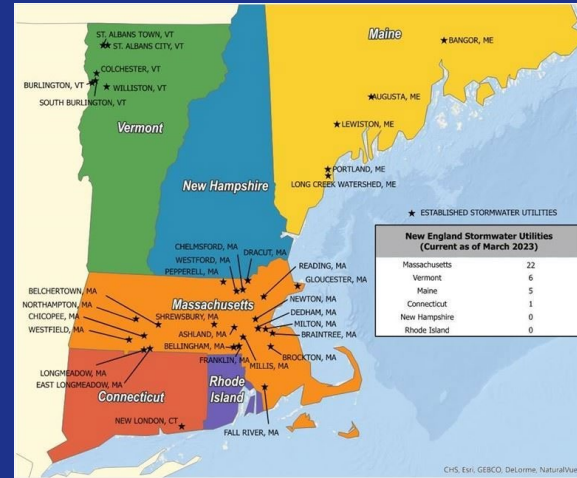 ST. ALBANS TOWN, VT
ST. ALBANS CITY, VT
COLCHESTER, VT
BURLINGTON, VT
WILLISTON, VT
SOUTH BURLINGTON, VT
Vermont
New Hampshire
Maine
BANGOR, ME
AUGUSTA, ME
LEWISTON, ME
PORTLAND, ME
LONG CREEK WATERSHED, ME
ESTABLISHED STORMWATER UTILITIES
New England Stormwater Utilities
(Current as of March 2023)
Massachusetts 22
Vermont 6
Maine 5
Connecticut 1
New Hampshire 0
Rhode Island 0
CHELMSFORD, MA
DRACUT, MA
WESTFORD, MA
PEPPERELL, MA
READING, MA
GLOUCESTER, MA
BELCHERTOWN, MA
Massachusetts
NEWTON, MA
NORTHAMPTON, MA
SHREWSBURY, MA
DEDHAM, MA
CHICOPEE, MA
MILTON, MA
WESTFIELD, MA
ASHLAND, MA
BRAINTREE, MA
BELLINGHAM, MA
FRANKLIN, MA
MILLIS, MA
BROCKTON, MA
LONGMEADOW, MA
EAST LONGMEADOW, MA
Connecticut
Rhode
Island
NEW LONDON, CT
FALL RIVER, MA
CHS, Esri, GEBCO, DeLorme, NaturalVue